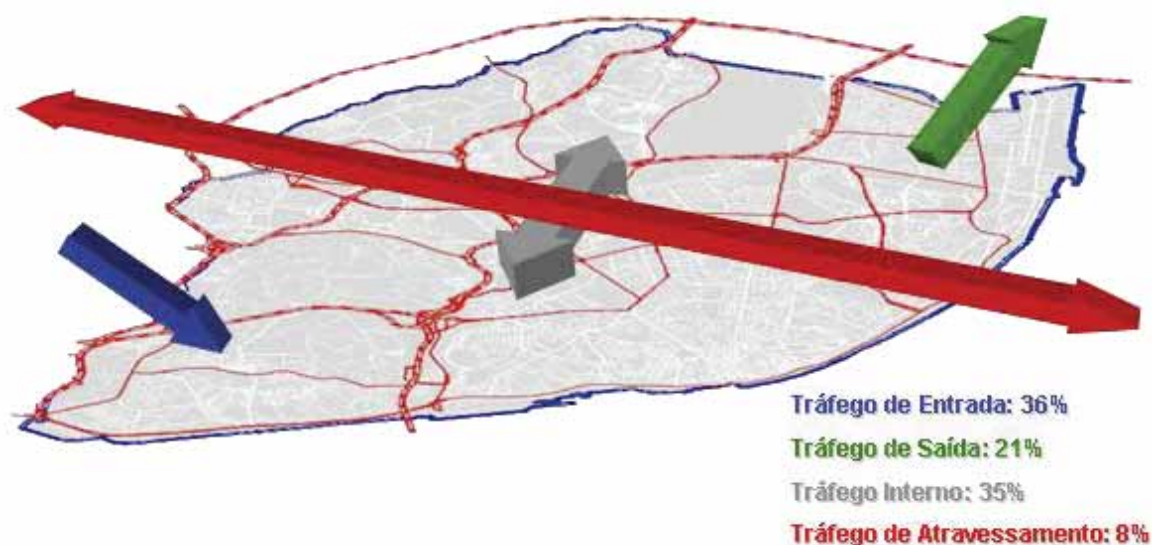 Tráfego de Entrada: 36%
Tráfego de Saída: 21%
Tráfego Interno: 35%
Tráfego de Atravessamento: 8%